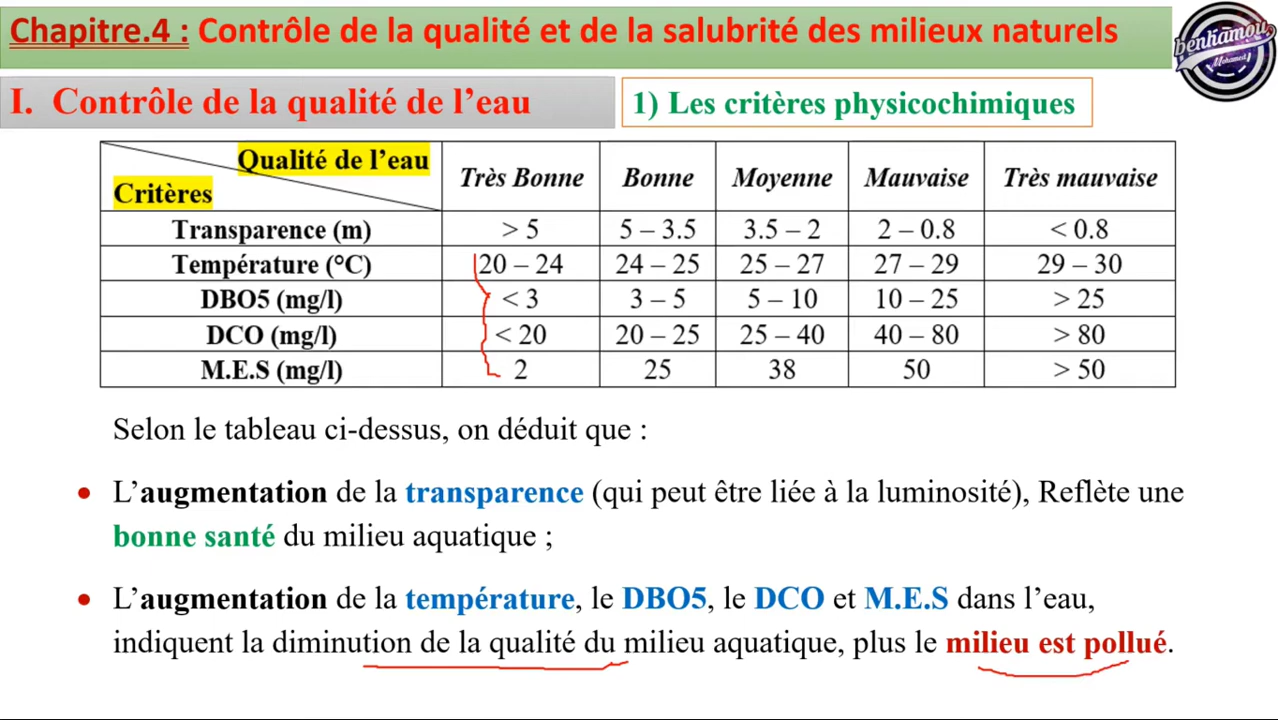 Chapitre.4 : Contrôle de la qualité et de la salubrité des milieux naturels
benhamou
Mohamed
I. Contrôle de la qualité de l’eau
1) Les critères physicochimiques
Qualité de l’eau
Critères
Très Bonne Bonne Moyenne Mauvaise Très mauvaise
Transparence (m) > 5 5 – 3.5 3.5 – 2 2 – 0.8 < 0.8
Température (°C) 20 – 24 24 – 25 25 – 27 27 – 29 29 – 30
DBO5 (mg/l) < 3 3 – 5 5 – 10 10 – 25 > 25
DCO (mg/l) < 20 20 – 25 25 – 40 40 – 80 > 80
M.E.S (mg/l) 2 25 38 50 > 50
Selon le tableau ci-dessus, on déduit que :
• L’augmentation de la transparence (qui peut être liée à la luminosité), Reflète une
bonne santé du milieu aquatique ;
• L’augmentation de la température, le DBO5, le DCO et M.E.S dans l’eau,
indiquent la diminution de la qualité du milieu aquatique, plus le milieu est pollué.